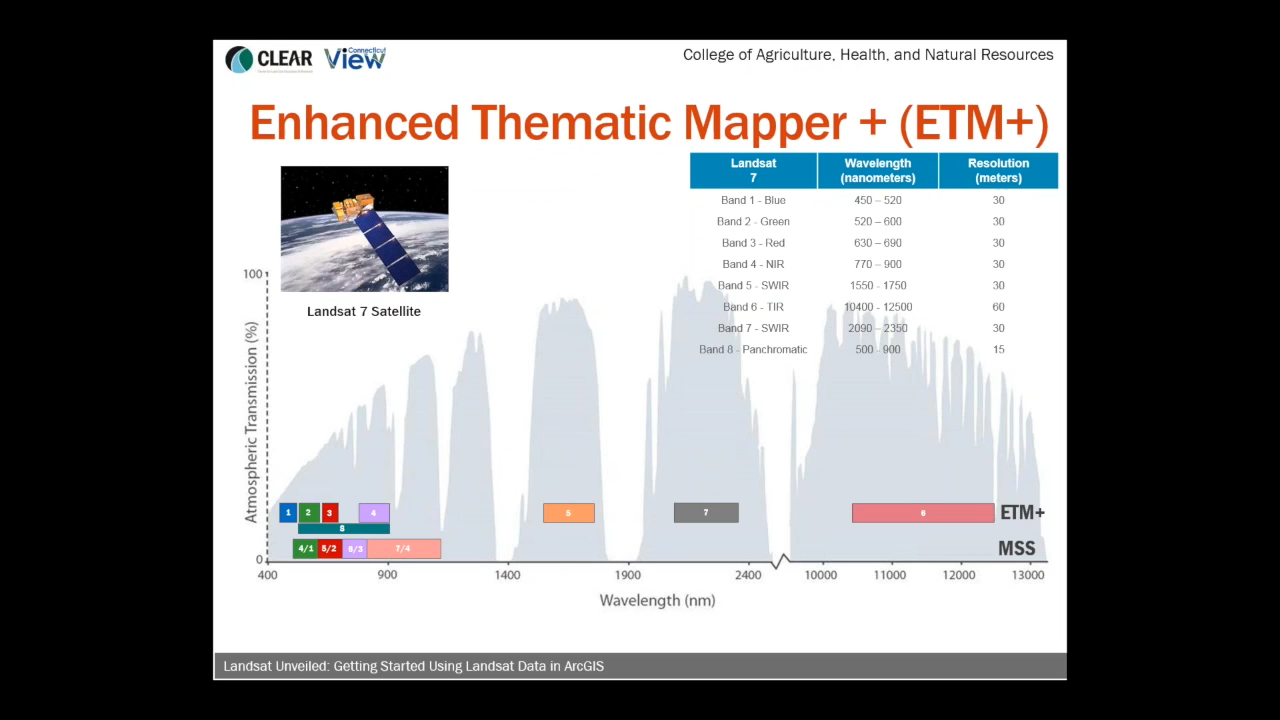 CLEAR
Connecticut
View
College of Agriculture, Health, and Natural Resources
Enhanced Thematic Mapper + (ETM+)
Landsat 7 Wavelength (nanometers) Resolution (meters)
Band 1 - Blue 450 – 520 30
Band 2 - Green 520 – 600 30
Band 3 - Red 630 – 690 30
Band 4 - NIR 770 – 900 30
Band 5 - SWIR 1550 - 1750 30
Band 6 - TIR 10400 - 12500 60
Band 7 - SWIR 2090 – 2350 30
Band 8 - Panchromatic 500 - 900 15
Landsat 7 Satellite
100
Atmospheric Transmission (%)
0
1 2 3 4 5 7 6 ETM+
8
4/1 5/2 6/3 7/4 MSS
400 900 1400 1900 2400 10000 11000 12000 13000
Wavelength (nm)
Landsat Unveiled: Getting Started Using Landsat Data in ArcGIS